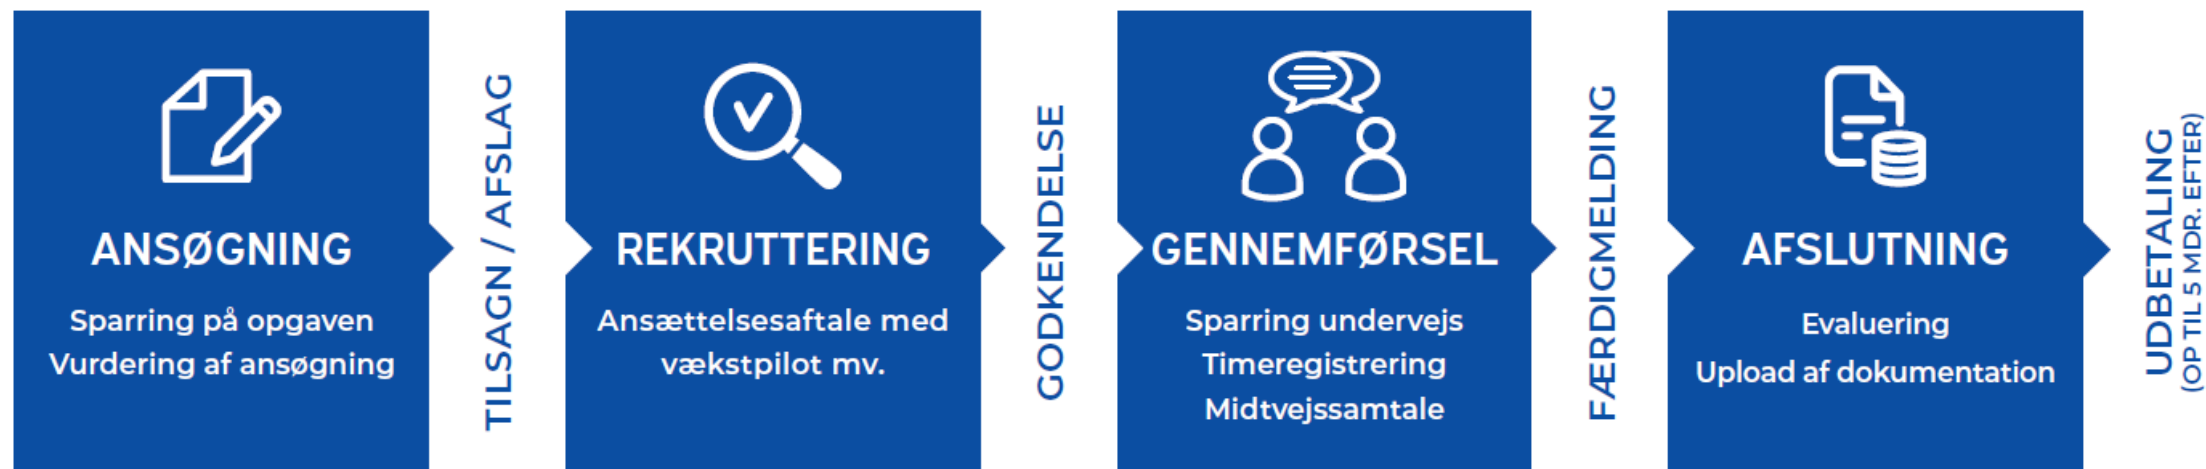 ANSØGNING
Sparring på opgaven
Vurdering af ansøgning
TILSAGN / AFSLAG
REKRUTTERING
Ansættelsesaftale med
vækstpilot mv.
GODKENDELSE
GENNEMFØRSEL
Sparring undervejs
Timeregistrering
Midtvejssamtale
FÆRDIGMELDING
AFSLUTNING
Evaluering
Upload af dokumentation
UDBETALING
(OP TIL 5 MDR. EFTER)